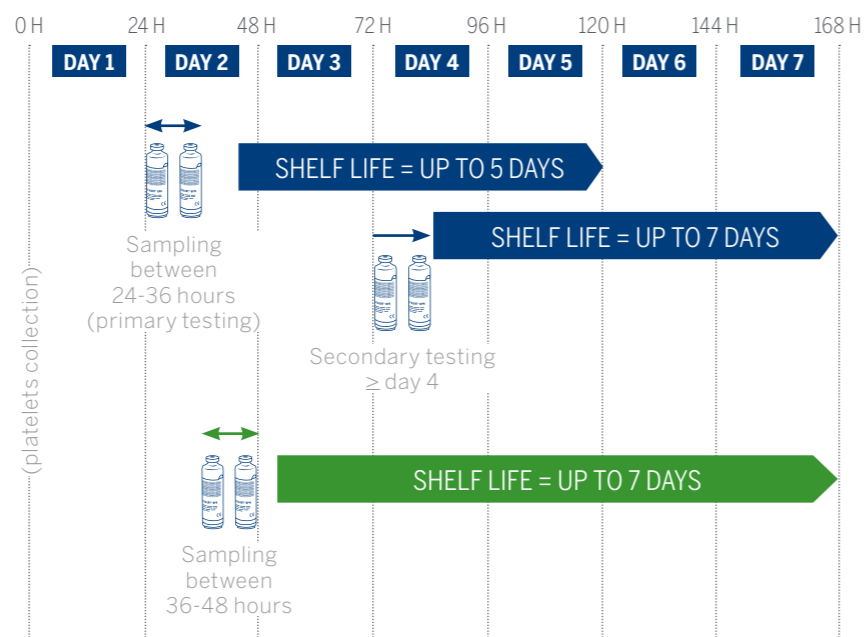 0 H 24 H 48 H 72 H 96 H 120 H 144 H 168 H
DAY 1 DAY 2 DAY 3 DAY 4 DAY 5 DAY 6 DAY 7
SHELF LIFE = UP TO 5 DAYS
Sampling
between
24-36 hours
(primary testing)
SHELF LIFE = UP TO 7 DAYS
Secondary testing
≥ day 4
(platelets collection)
SHELF LIFE = UP TO 7 DAYS
Sampling
between
36-48 hours